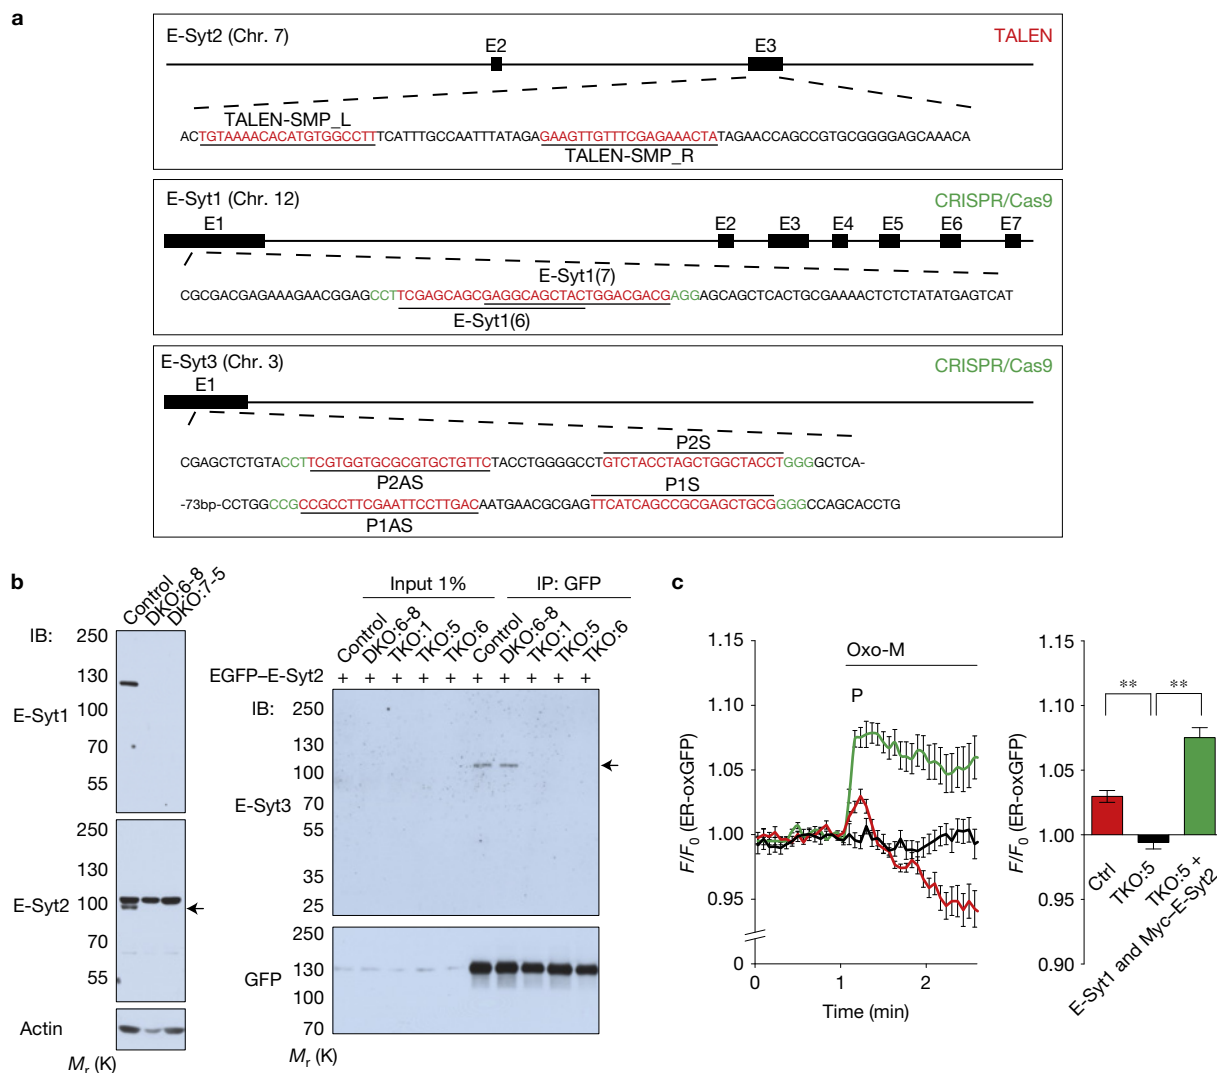 a
E-Syt2 (Chr. 7)
TALEN
E2
E3
TALEN-SMP_L
ACTGTAAAACACATGTGGCCTTTCATTTGCCAATTTATAGAGAAGTTGTTTCGAGAAACTATAGAACCAGCCGTGCGGGGAGCAAACA
TALEN-SMP_R
E-Syt1 (Chr. 12)
CRISPR/Cas9
E1
E2
E3
E4
E5
E6
E7
E-Syt1(7)
CGCGACGAGAAAGAACGGAGCCTTCGAGCAGCGAGGCAGCTACTGGACGACGAGGAGCAGCTCACTGCGAAAACTCTCTATATGAGTCAT
E-Syt1(6)
E-Syt3 (Chr. 3)
CRISPR/Cas9
E1
P2S
CGAGCTCTGTACCTTCGTGGTGCGCGTGCTGTTCTACCTGGGGCCTGTCTACCTAGCTGGCTACCTGGGGCTCA-
P2AS
P1S
-73bp-CCTGGCCGCCGCCTTCGAATTCCTTGACAATGAACGCGAGTTCATCAGCCGCGAGCTGCGGGGCCAGCACCTG
P1AS
b
Control
DKO:6-8
DKO:7-5
IB:
250
130
E-Syt1
100
70
55
250
130
E-Syt2
100
70
55
Actin
Mr (K)
Input 1%
IP: GFP
Control
DKO:6-8
TKO:1
TKO:5
TKO:6
Control
DKO:6-8
TKO:1
TKO:5
TKO:6
EGFP–E-Syt2
+ + + + + + + + + +
IB:
250
130
100
E-Syt3
70
55
35
25
250
GFP
130
100
70
Mr (K)
c
F/F0 (ER-oxGFP)
1.15
1.10
1.05
1.00
0.95
0
Oxo-M
P
0
1
2
Time (min)
F/F0 (ER-oxGFP)
1.15
1.10
1.05
1.00
0.95
0.90
**
**
Ctrl
TKO:5
TKO:5 +
E-Syt1 and Myc–E-Syt2